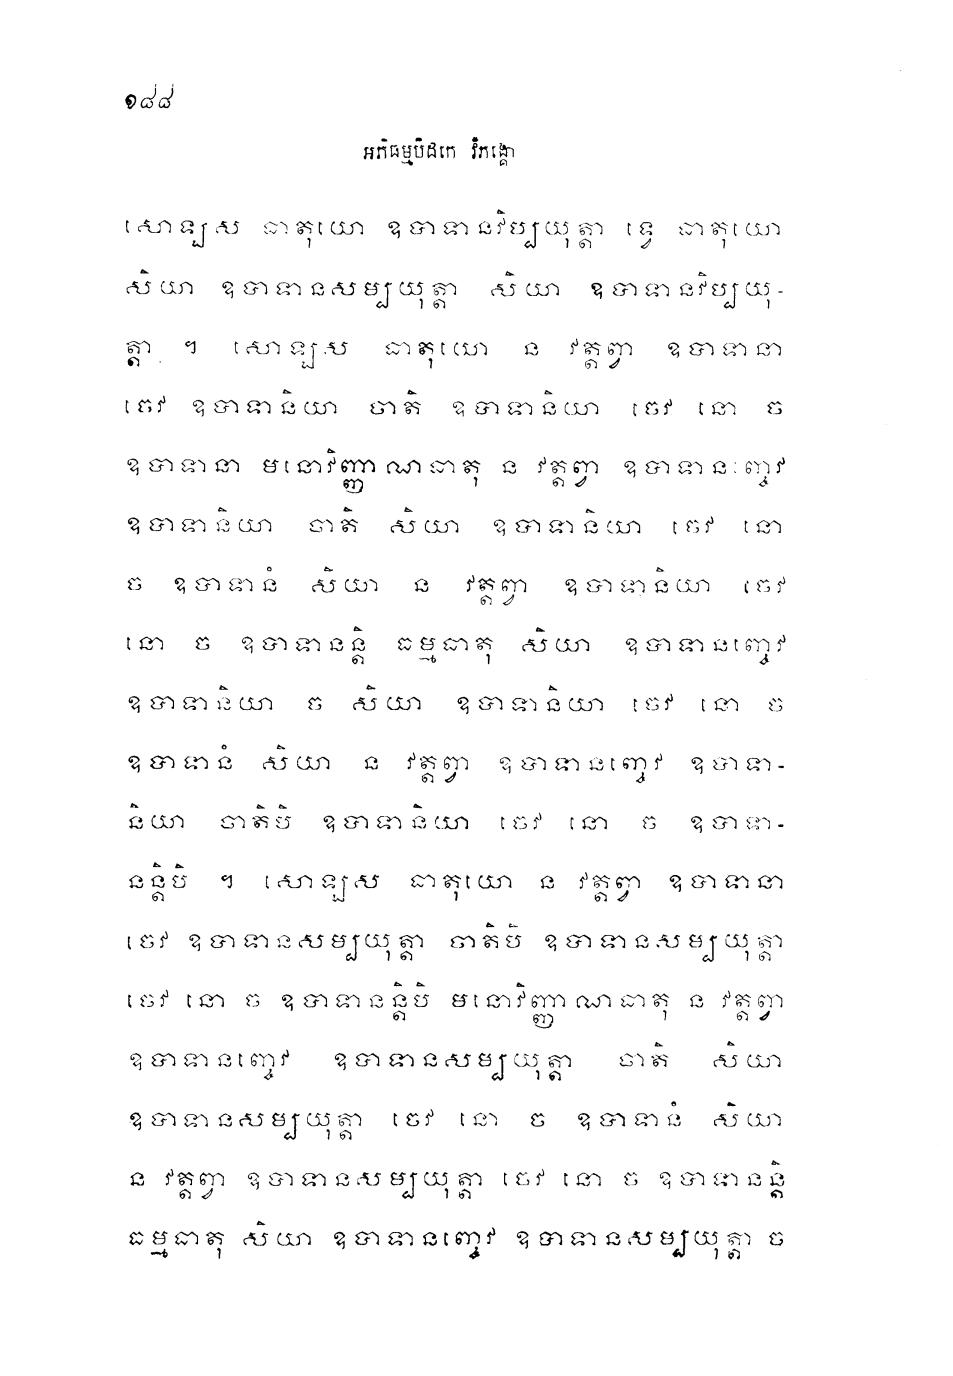 ១៨៨
អភិធម្មបិដកេ វិភង្គោ
សោឡស ធាតុយោ ឧបាទានវិប្បយុត្តា ទ្វេ ធាតុយោ
សិយា ឧបាទានសម្បយុត្តា សិយា ឧបាទានវិប្បយុ-
ត្តា ។ សោឡស ធាតុយោ ន វត្តព្វា ឧបាទានា
ចេវ ឧបាទានិយា ចាតិ ឧបាទានិយា ចេវ នោ ច
ឧបាទានា មនោវិញ្ញាណធាតុ ន វត្តព្វា ឧបាទានញ្ចេវ
ឧបាទានិយា ចាតិ សិយា ឧបាទានិយា ចេវ នោ
ច ឧបាទានំ សិយា ន វត្តព្វា ឧបាទានិយា ចេវ
នោ ច ឧបាទានន្តិ ធម្មធាតុ សិយា ឧបាទានញ្ចេវ
ឧបាទានិយា ច សិយា ឧបាទានិយា ចេវ នោ ច
ឧបាទានំ សិយា ន វត្តព្វា ឧបាទានញ្ចេវ ឧបាទា-
និយា ចាតិបិ ឧបាទានិយា ចេវ នោ ច ឧបាទា-
នន្តិបិ ។ សោឡស ធាតុយោ ន វត្តព្វា ឧបាទានា
ចេវ ឧបាទានសម្បយុត្តា ចាតិបិ ឧបាទានសម្បយុត្តា
ចេវ នោ ច ឧបាទានន្តិបិ មនោវិញ្ញាណធាតុ ន វត្តព្វា
ឧបាទានញ្ចេវ ឧបាទានសម្បយុត្តា ចាតិ សិយា
ឧបាទានសម្បយុត្តា ចេវ នោ ច ឧបាទានំ សិយា
ន វត្តព្វា ឧបាទានសម្បយុត្តា ចេវ នោ ច ឧបាទានន្តិ
ធម្មធាតុ សិយា ឧបាទានញ្ចេវ ឧបាទានសម្បយុត្តា ច